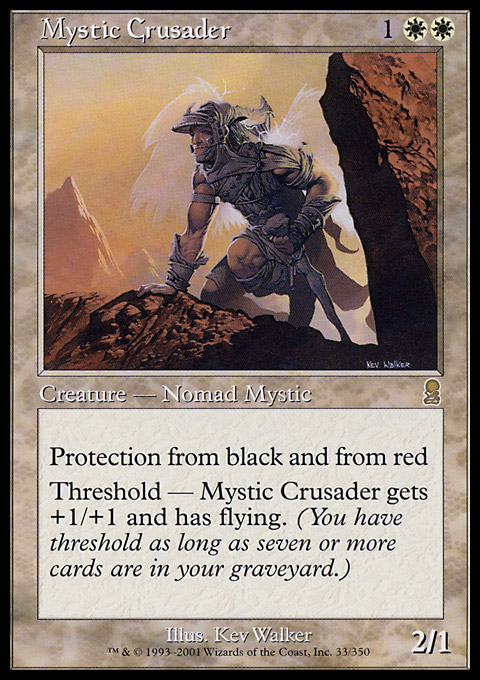 Mystic Crusader 1
KEV WALKER
Creature — Nomad Mystic
Protection from black and from red
Threshold — Mystic Crusader gets
+1/+1 and has flying. (You have
threshold as long as seven or more
cards are in your graveyard.)
Illus. Kev Walker
™ & © 1993–2001 Wizards of the Coast, Inc. 33/350
2/1